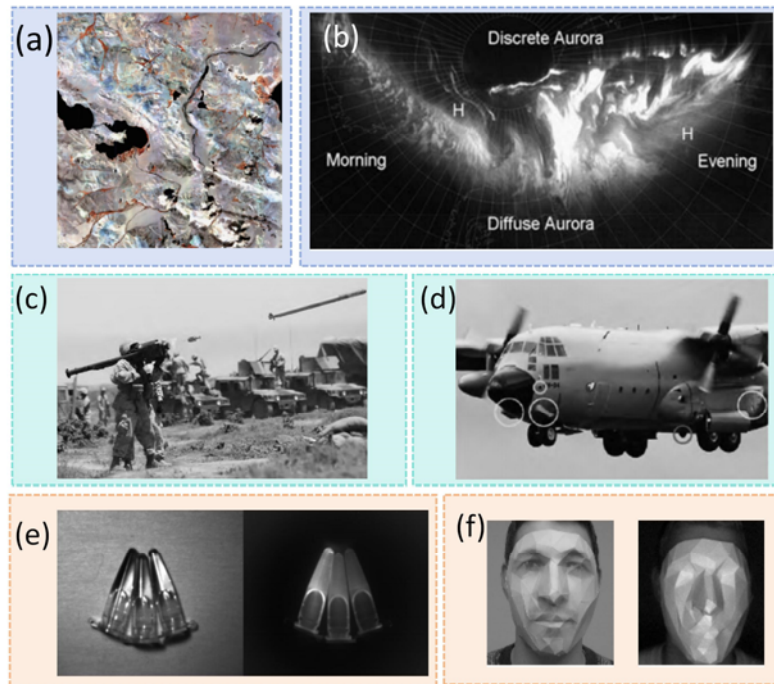 (a)
(b)
Discrete Aurora
H
H
Morning
Evening
Diffuse Aurora
(c)
(d)
(e)
(f)